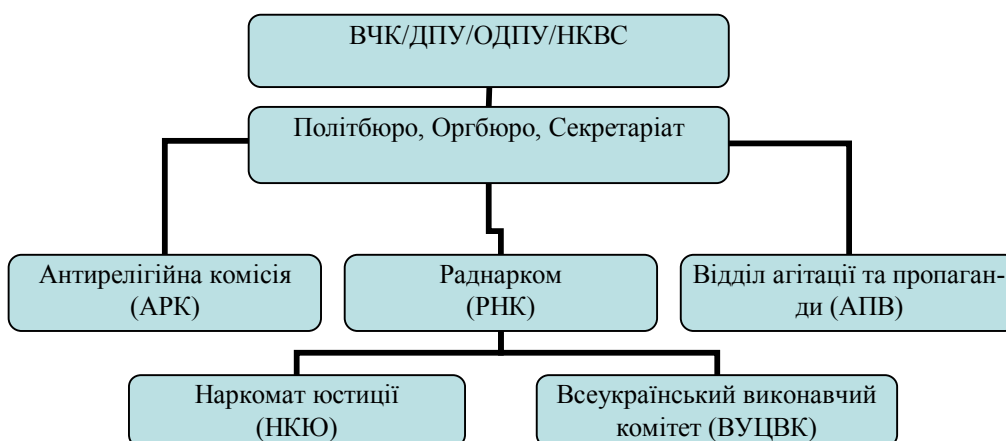 ВЧК/ДПУ/ОДПУ/НКВС
Політбюро, Оргбюро, Секретаріат
Антирелігійна комісія
(АРК)
Раднарком
(РНК)
Відділ агітації та пропаган-
ди (АПВ)
Наркомат юстиції
(НКЮ)
Всеукраїнський виконавчий
комітет (ВУЦВК)